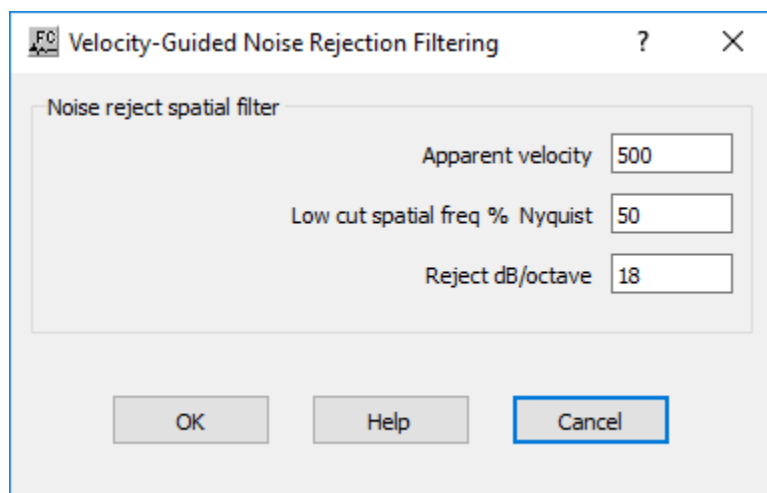 FC Velocity-Guided Noise Rejection Filtering ? ×
Noise reject spatial filter
Apparent velocity 500
Low cut spatial freq % Nyquist 50
Reject dB/octave 18
OK Help Cancel